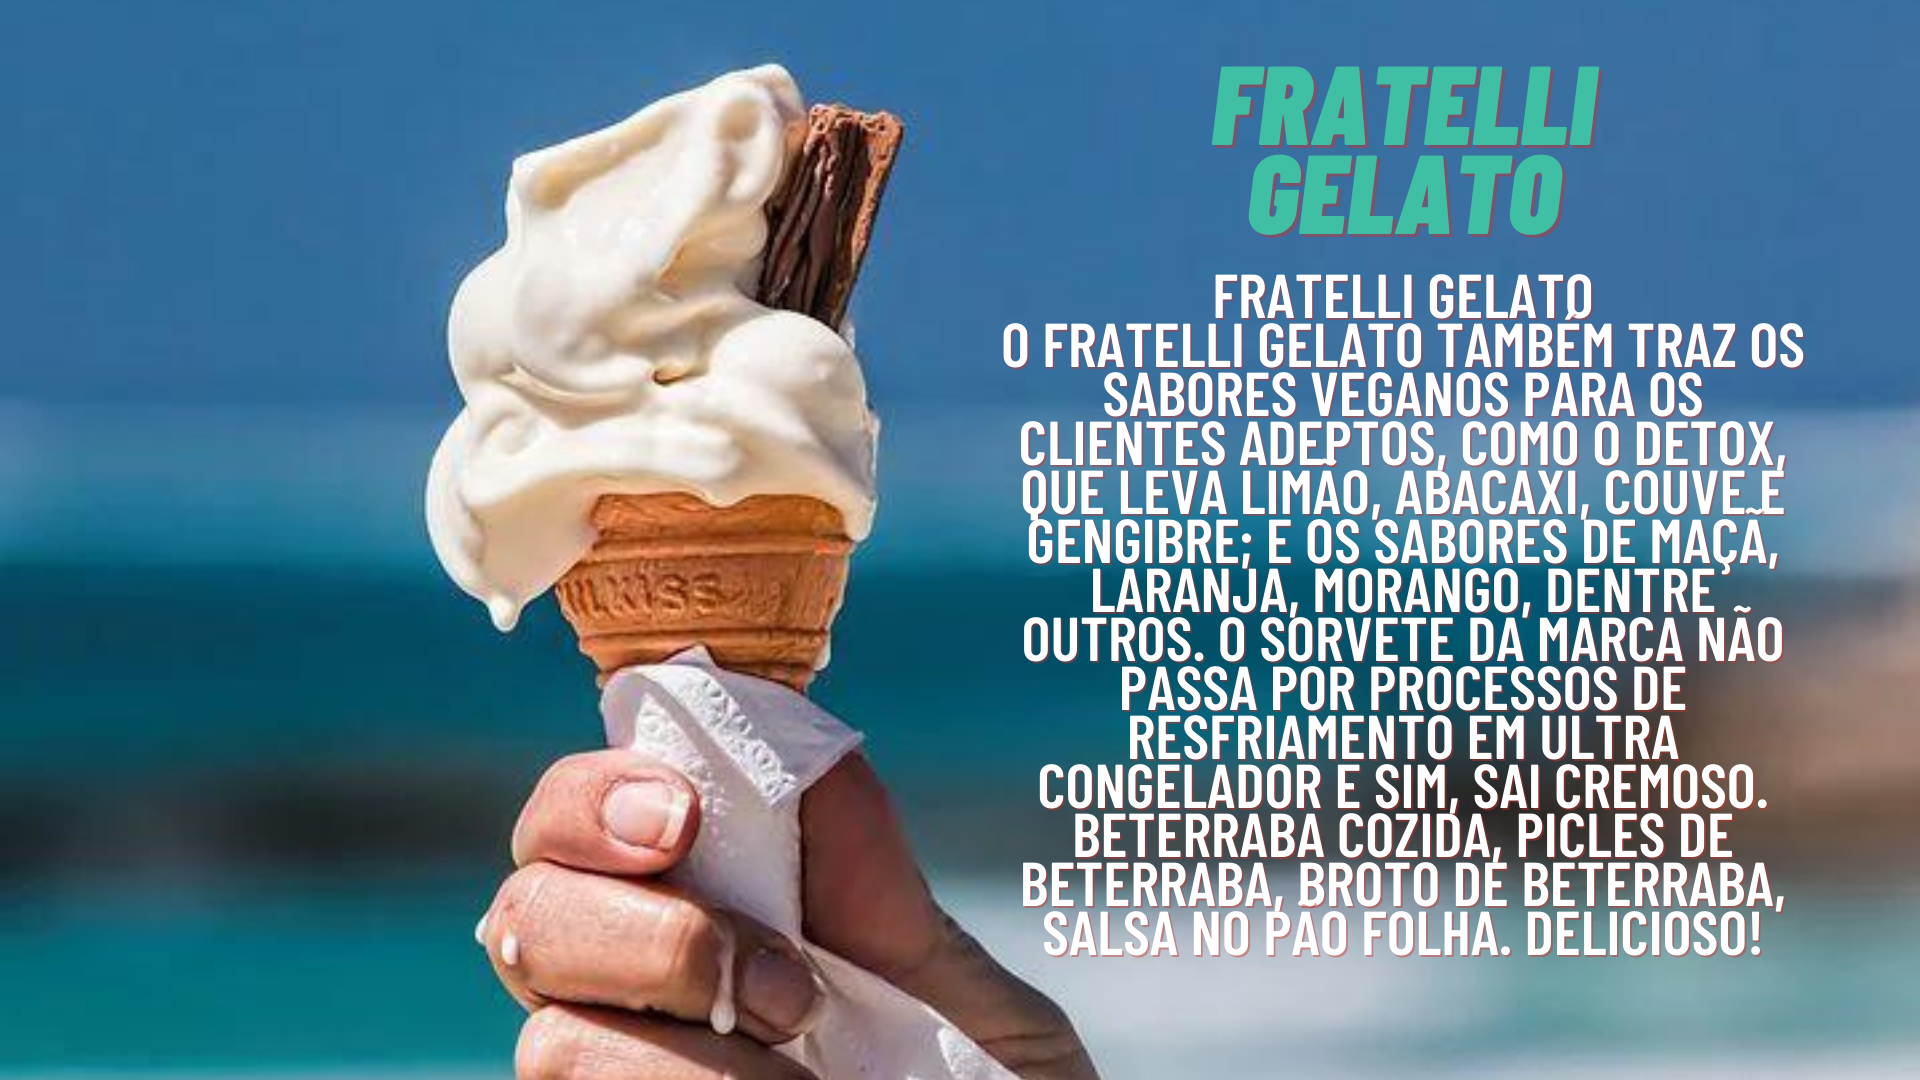 FRATELLI
GELATO
FRATELLI GELATO
O FRATELLI GELATO TAMBÉM TRAZ OS
SABORES VEGANOS PARA OS
CLIENTES ADEPTOS, COMO O DETOX,
QUE LEVA LIMÃO, ABACAXI, COUVE E
GENGIBRE; E OS SABORES DE MAÇÃ,
LARANJA, MORANGO, DENTRE
OUTROS. O SORVETE DA MARCA NÃO
PASSA POR PROCESSOS DE
RESFRIAMENTO EM ULTRA
CONGELADOR E SIM, SAI CREMOSO.
BETERRABA COZIDA, PICLES DE
BETERRABA, BROTO DE BETERRABA,
SALSA NO PÃO FOLHA. DELICIOSO!